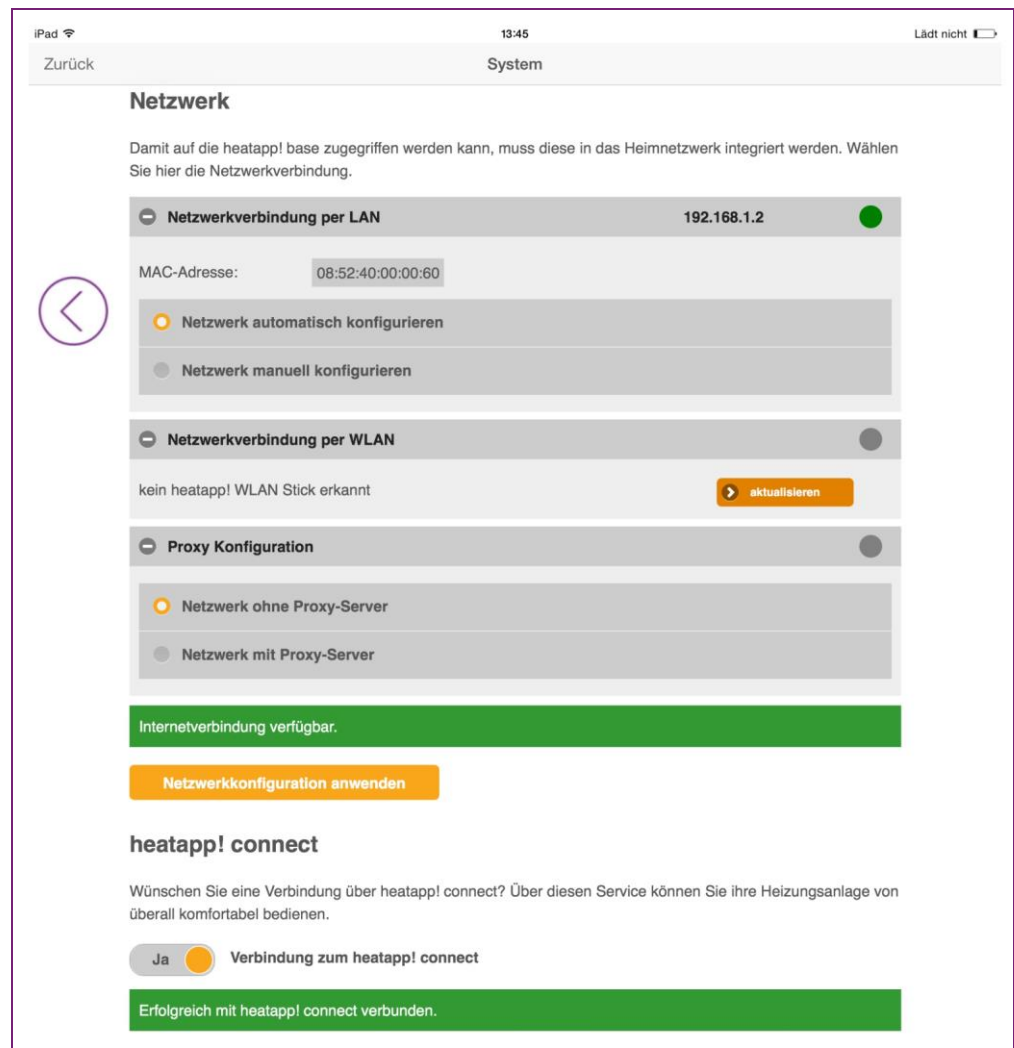 iPad 13:45 Lädt nicht
Zurück System
Netzwerk
Damit auf die heatapp! base zugegriffen werden kann, muss diese in das Heimnetzwerk integriert werden. Wählen
Sie hier die Netzwerkverbindung.
Netzwerkverbindung per LAN 192.168.1.2
MAC-Adresse: 08:52:40:00:00:60
Netzwerk automatisch konfigurieren
Netzwerk manuell konfigurieren
Netzwerkverbindung per WLAN
kein heatapp! WLAN Stick erkannt aktualisieren
Proxy Konfiguration
Netzwerk ohne Proxy-Server
Netzwerk mit Proxy-Server
Internetverbindung verfügbar.
Netzwerkkonfiguration anwenden
heatapp! connect
Wünschen Sie eine Verbindung über heatapp! connect? Über diesen Service können Sie ihre Heizungsanlage von
überall komfortabel bedienen.
Ja Verbindung zum heatapp! connect
Erfolgreich mit heatapp! connect verbunden.